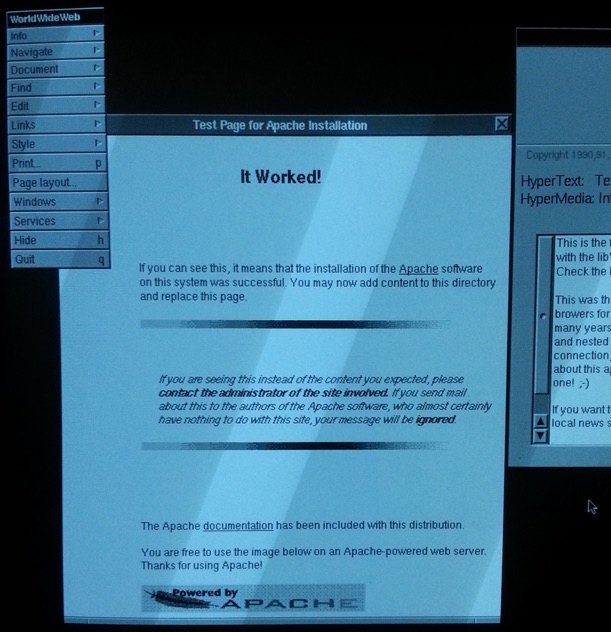 WorldWideWeb
Info
Navigate
Document
Find
Edit
Links
Style
Print... p
Page layout...
Windows
Services
Hide h
Quit q
Test Page for Apache Installation
It Worked!
If you can see this, it means that the installation of the Apache software
on this system was successful. You may now add content to this directory
and replace this page.
If you are seeing this instead of the content you expected, please
contact the administrator of the site involved. If you send mail
about this to the authors of the Apache software, who almost certainly
have nothing to do with this site, your message will be ignored.
The Apache documentation has been included with this distribution.
You are free to use the image below on an Apache-powered web server.
Thanks for using Apache!
Powered by
APACHE
Copyright 1990,91,
HyperText: Te
HyperMedia: In
This is the
with the lib
Check the
This was th
browers for
many years
and nested
connection,
about this ap
one! ;-)
If you want t
local news s